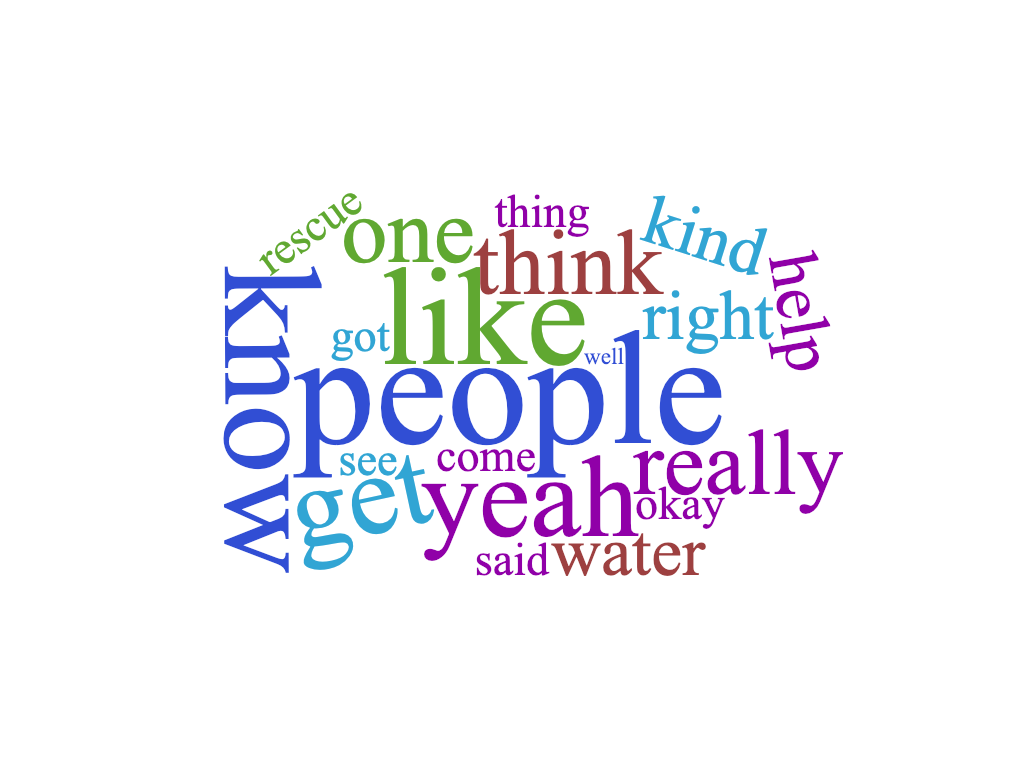 rescue
one
thing
kind
think
help
know
like
right
got
well
people
see
come
really
get
yeah
okay
said
water